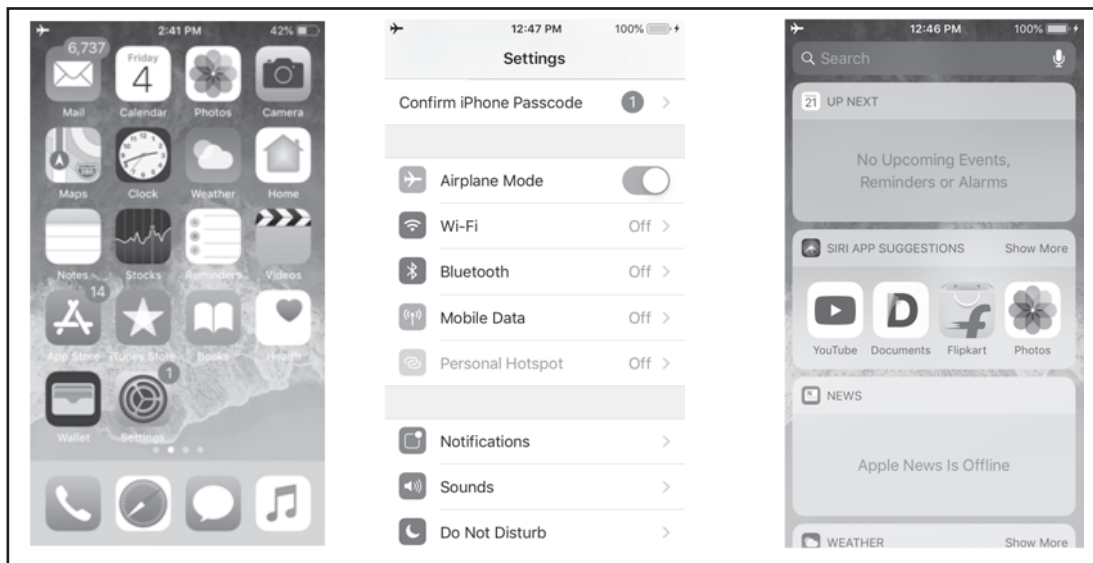 2:41 PM 42%
6,737
Friday
4
Mail Calendar Photos Camera
Maps Clock Weather Home
Notes Stocks Reminders Videos
14
App Store iTunes Store Books Health
1
Wallet Settings
12:47 PM 100%
Settings
Confirm iPhone Passcode 1
Airplane Mode
Wi-Fi Off
Bluetooth Off
Mobile Data Off
Personal Hotspot Off
Notifications
Sounds
Do Not Disturb
12:46 PM 100%
Search
21 UP NEXT
No Upcoming Events,
Reminders or Alarms
SIRI APP SUGGESTIONS Show More
D
YouTube Documents Flipkart Photos
NEWS
Apple News Is Offline
WEATHER Show More